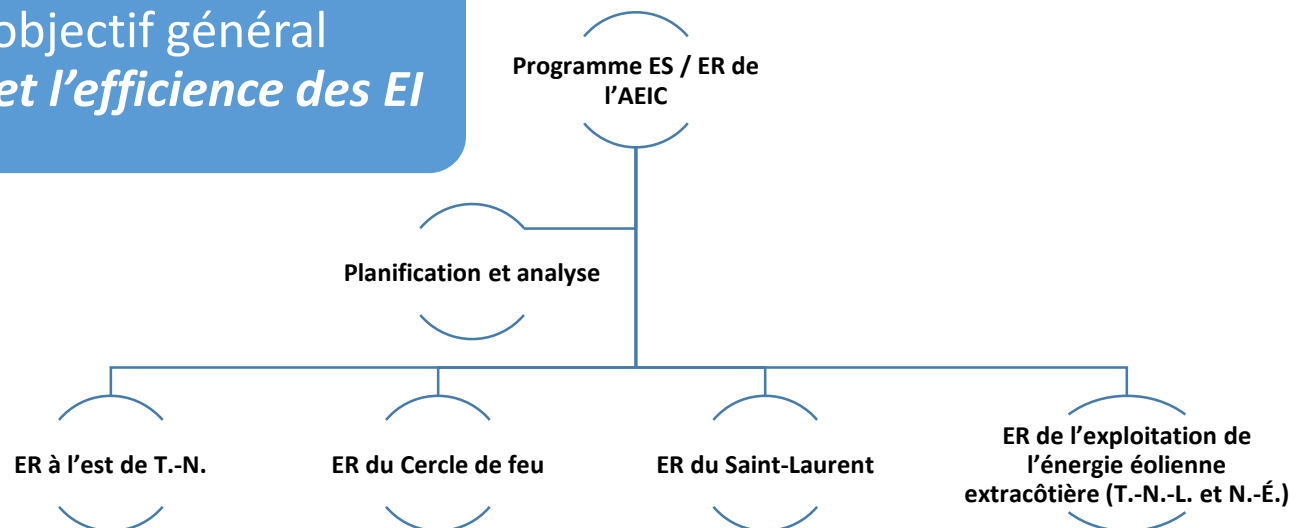 objectif général
et l'efficience des EI
Programme ES / ER de
l'AEIC
Planification et analyse
ER à l'est de T.-N.
ER du Cercle de feu
ER du Saint-Laurent
ER de l'exploitation de
l'énergie éolienne
extracôtière (T.-N.-L. et N.-É.)